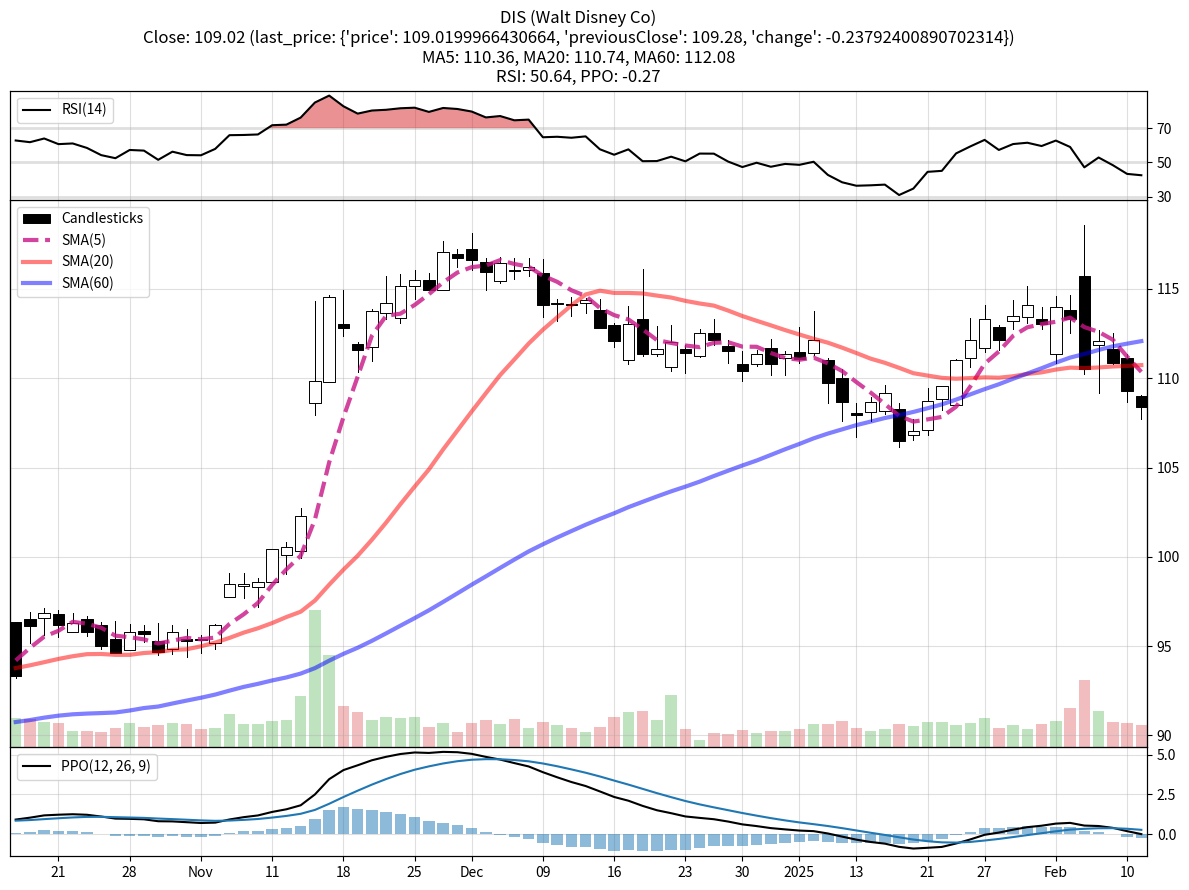 DIS (Walt Disney Co)
Close: 109.02 (last_price: {'price': 109.0199966430664, 'previousClose': 109.28, 'change': -0.23792400890702314})
MA5: 110.36, MA20: 110.74, MA60: 112.08
RSI: 50.64, PPO: -0.27
RSI(14)
70
50
30
Candlesticks
SMA(5)
SMA(20)
SMA(60)
115
110
105
100
95
90
PPO(12, 26, 9)
5.0
2.5
0.0
21 28 Nov 11 18 25 Dec 09 16 23 30 2025 13 21 27 Feb 10